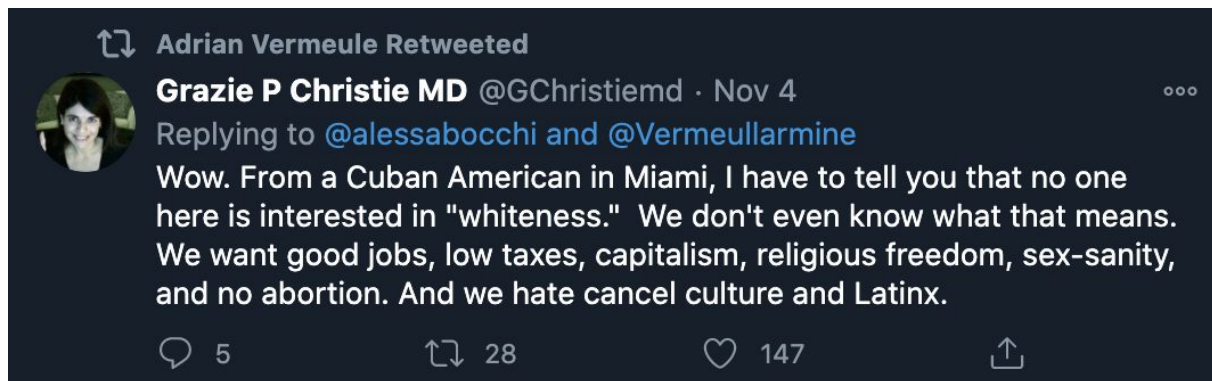 Adrian Vermeule Retweeted
Grazie P Christie MD @GChristiemd · Nov 4
Replying to @alessabocchi and @Vermeullarmine
Wow. From a Cuban American in Miami, I have to tell you that no one
here is interested in "whiteness."  We don't even know what that means.
We want good jobs, low taxes, capitalism, religious freedom, sex-sanity,
and no abortion. And we hate cancel culture and Latinx.
5 28 147